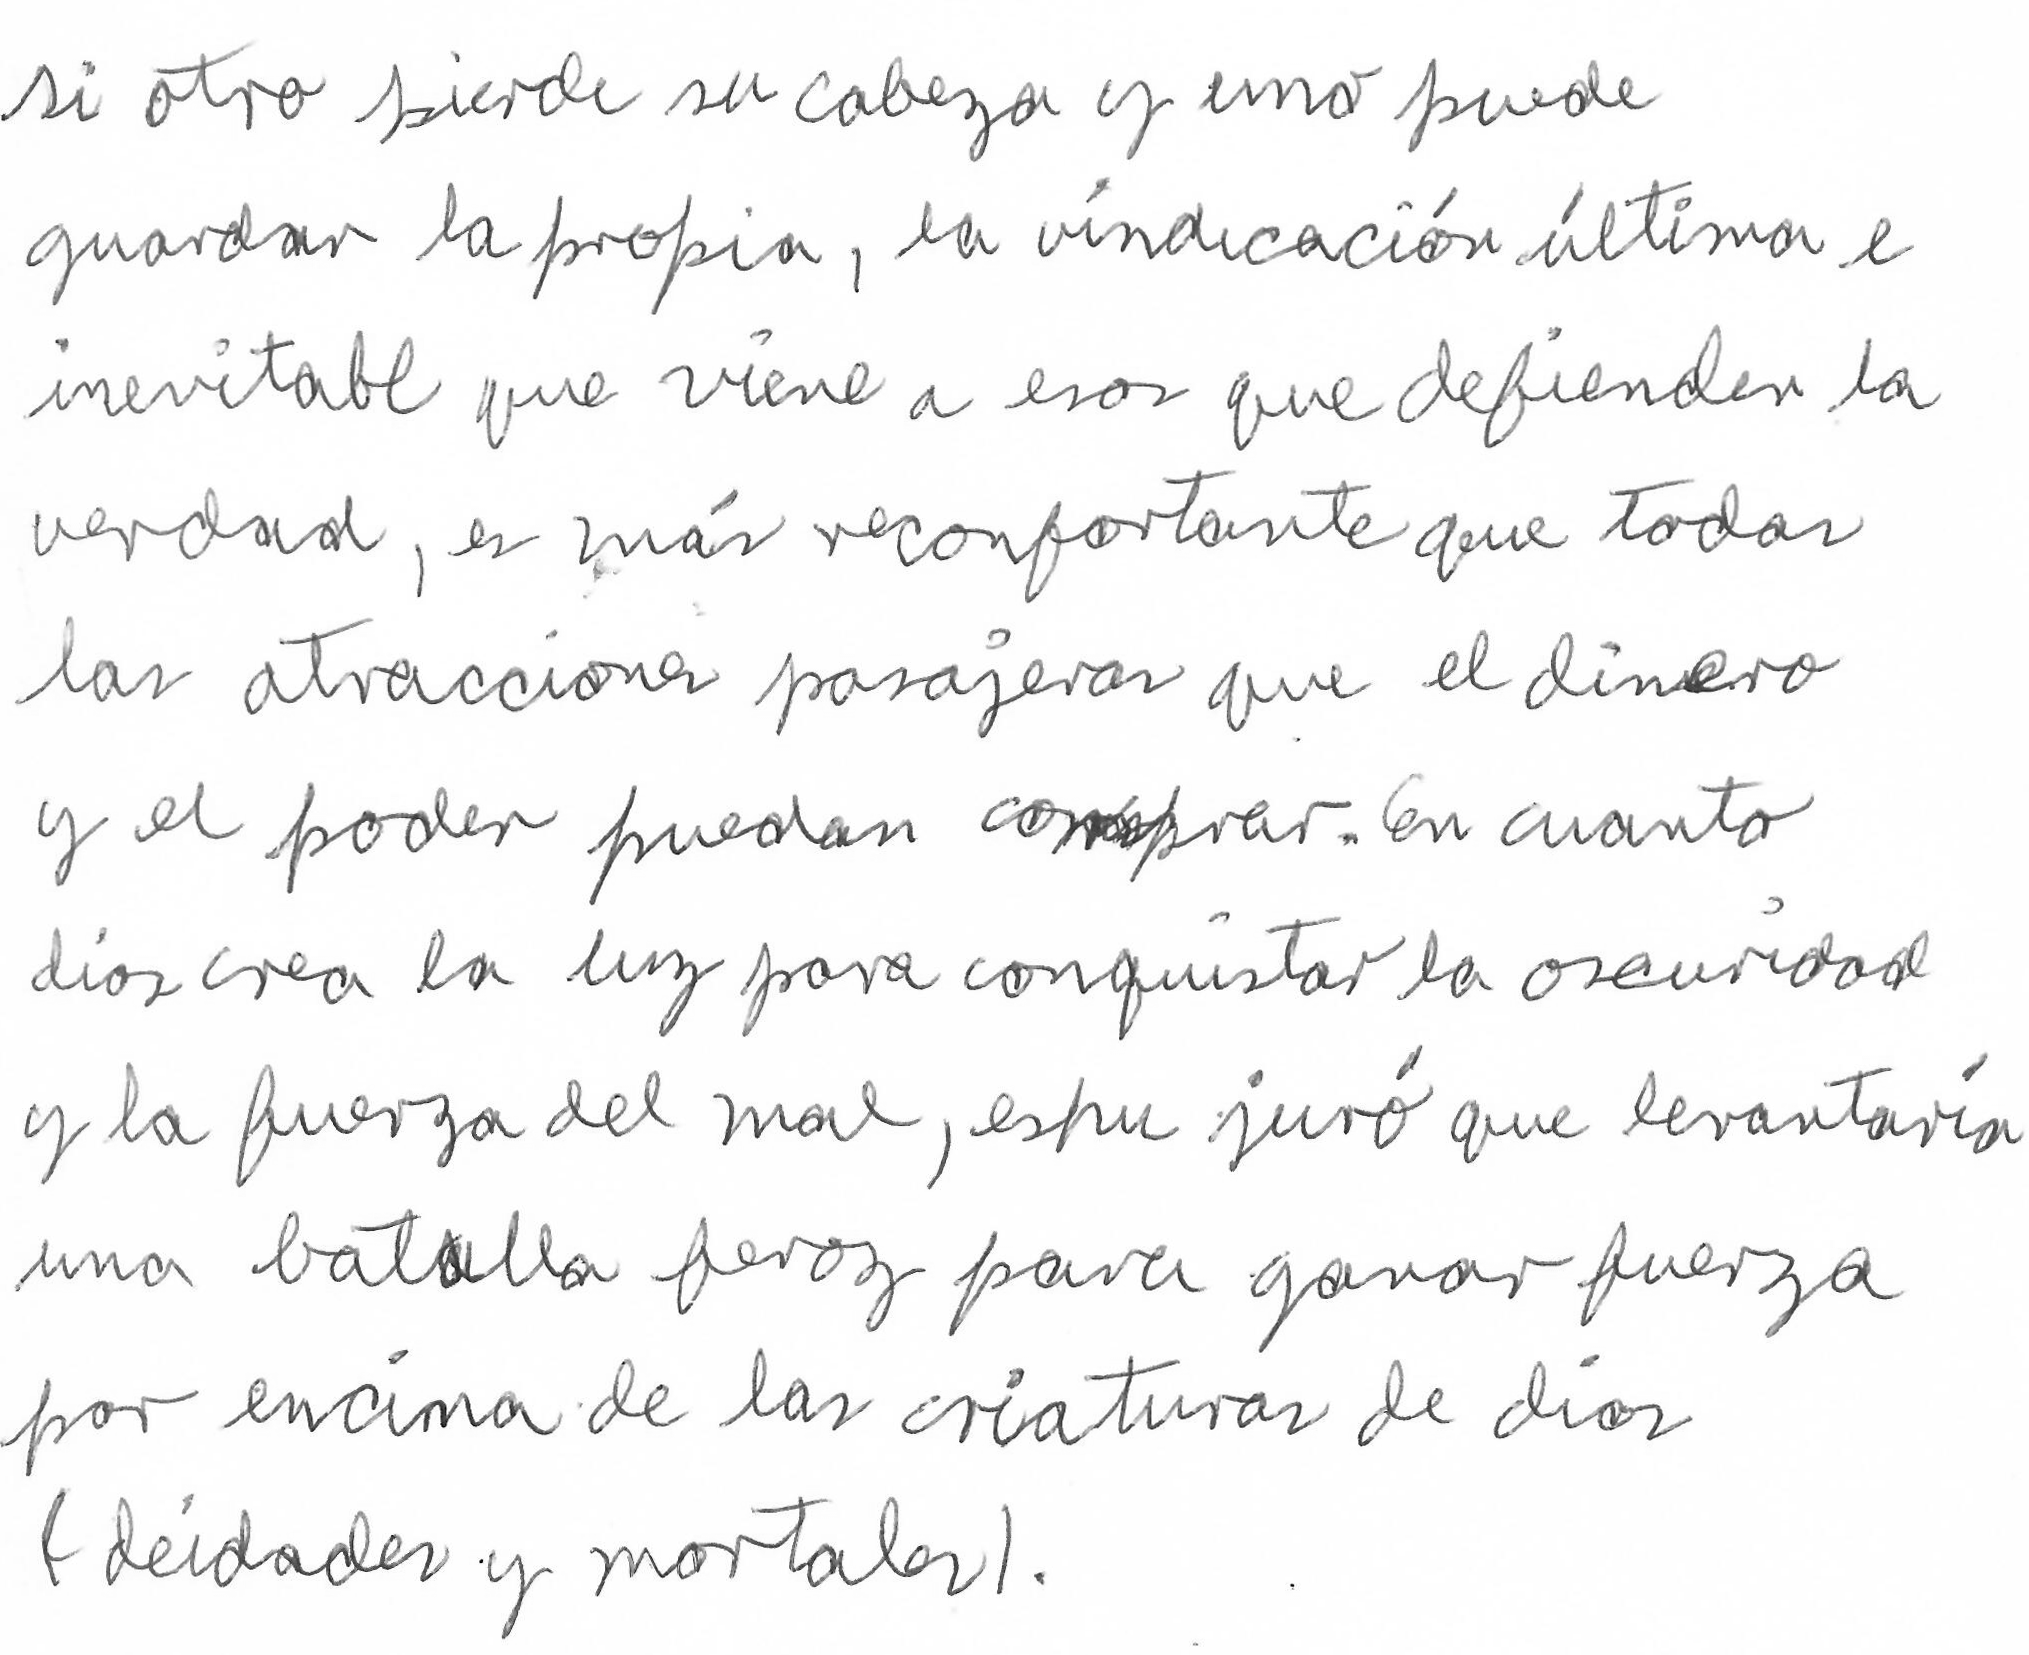 si otro pierde su cabeza y uno puede
guardar la propia, la vindicación última e
inevitabl que viene a esos que defienden la
verdad, es más reconfortante que todas
las atracciones pasajeras que el dinero
y el poder puedan comprar. En cuanto
dios crea la luz para conquistar la oscuridad
y la fuerza del mal, espu juró que levantaría
una batalla feroz para ganar fuerza
por encima de las criaturas de dios
(deidades y mortales).